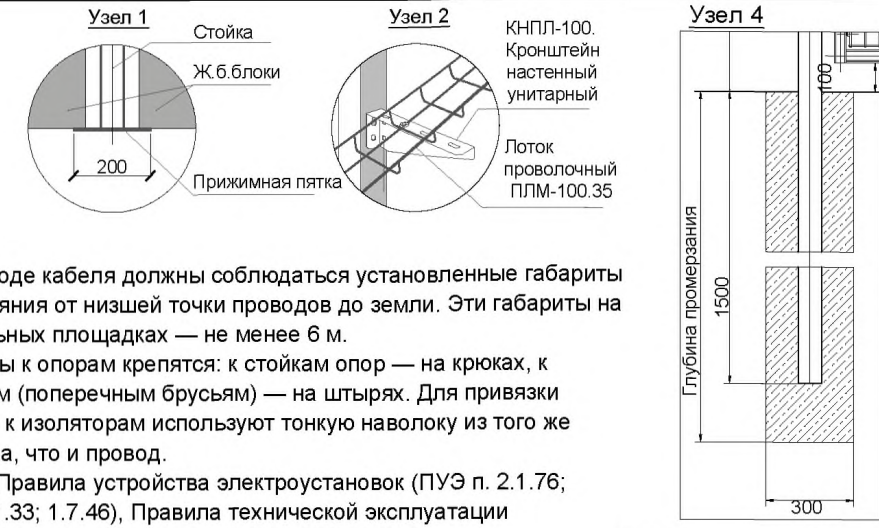 Узел 1
Стойка
Ж.б.блоки
200
Прижимная пятка
Узел 2
КНПЛ-100.
Кронштейн
настенный
унитарный
Лоток
проволочный
ПЛМ-100.35
Узел 4
100
Глубина промерзания
1500
300
оде кабеля должны соблюдаться установленные габариты
яния от низшей точки проводов до земли. Эти габариты на
ьных площадках — не менее 6 м.
ы к опорам крепятся: к стойкам опор — на крюках, к
м (поперечным брусьям) — на штырях. Для привязки
к изоляторам используют тонкую наволоку из того же
а, что и провод.
Правила устройства электроустановок (ПУЭ п. 2.1.76;
.33; 1.7.46), Правила технической эксплуатации